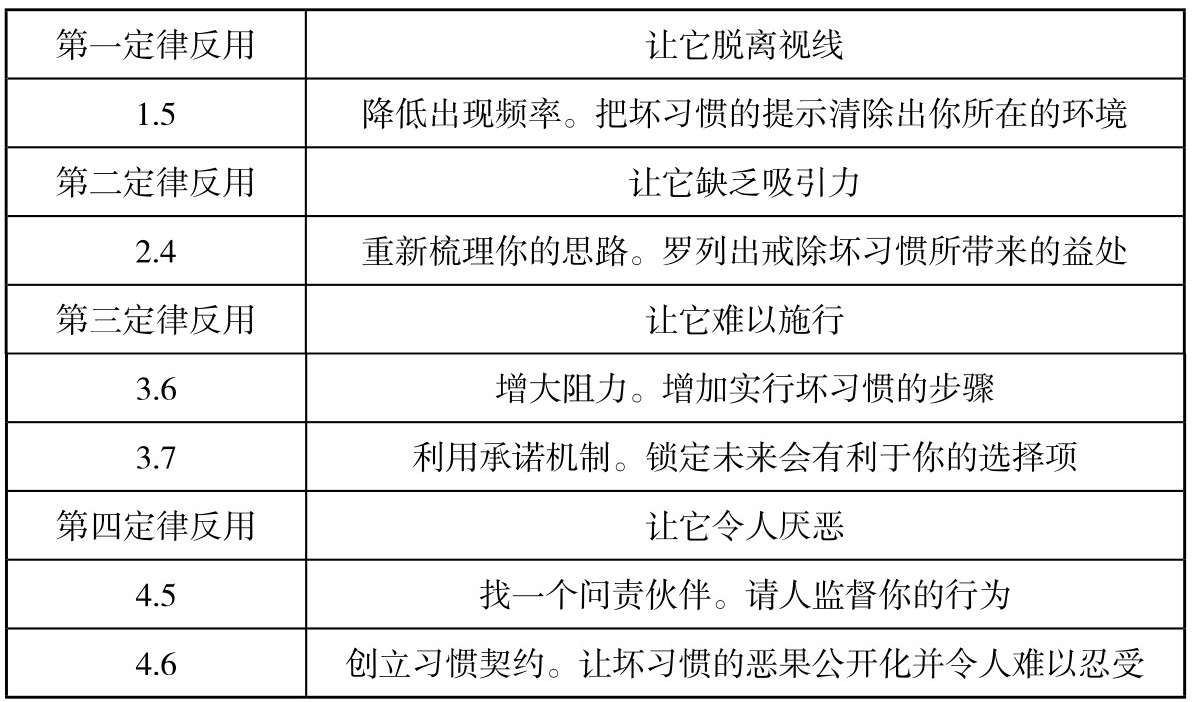 第一定律反用 让它脱离视线
1.5 降低出现频率。把坏习惯的提示清除出你所在的环境
第二定律反用 让它缺乏吸引力
2.4 重新梳理你的思路。罗列出戒除坏习惯所带来的益处
第三定律反用 让它难以施行
3.6 增大阻力。增加实行坏习惯的步骤
3.7 利用承诺机制。锁定未来会有利于你的选择项
第四定律反用 让它令人厌恶
4.5 找一个问责伙伴。请人监督你的行为
4.6 创立习惯契约。让坏习惯的恶果公开化并令人难以忍受